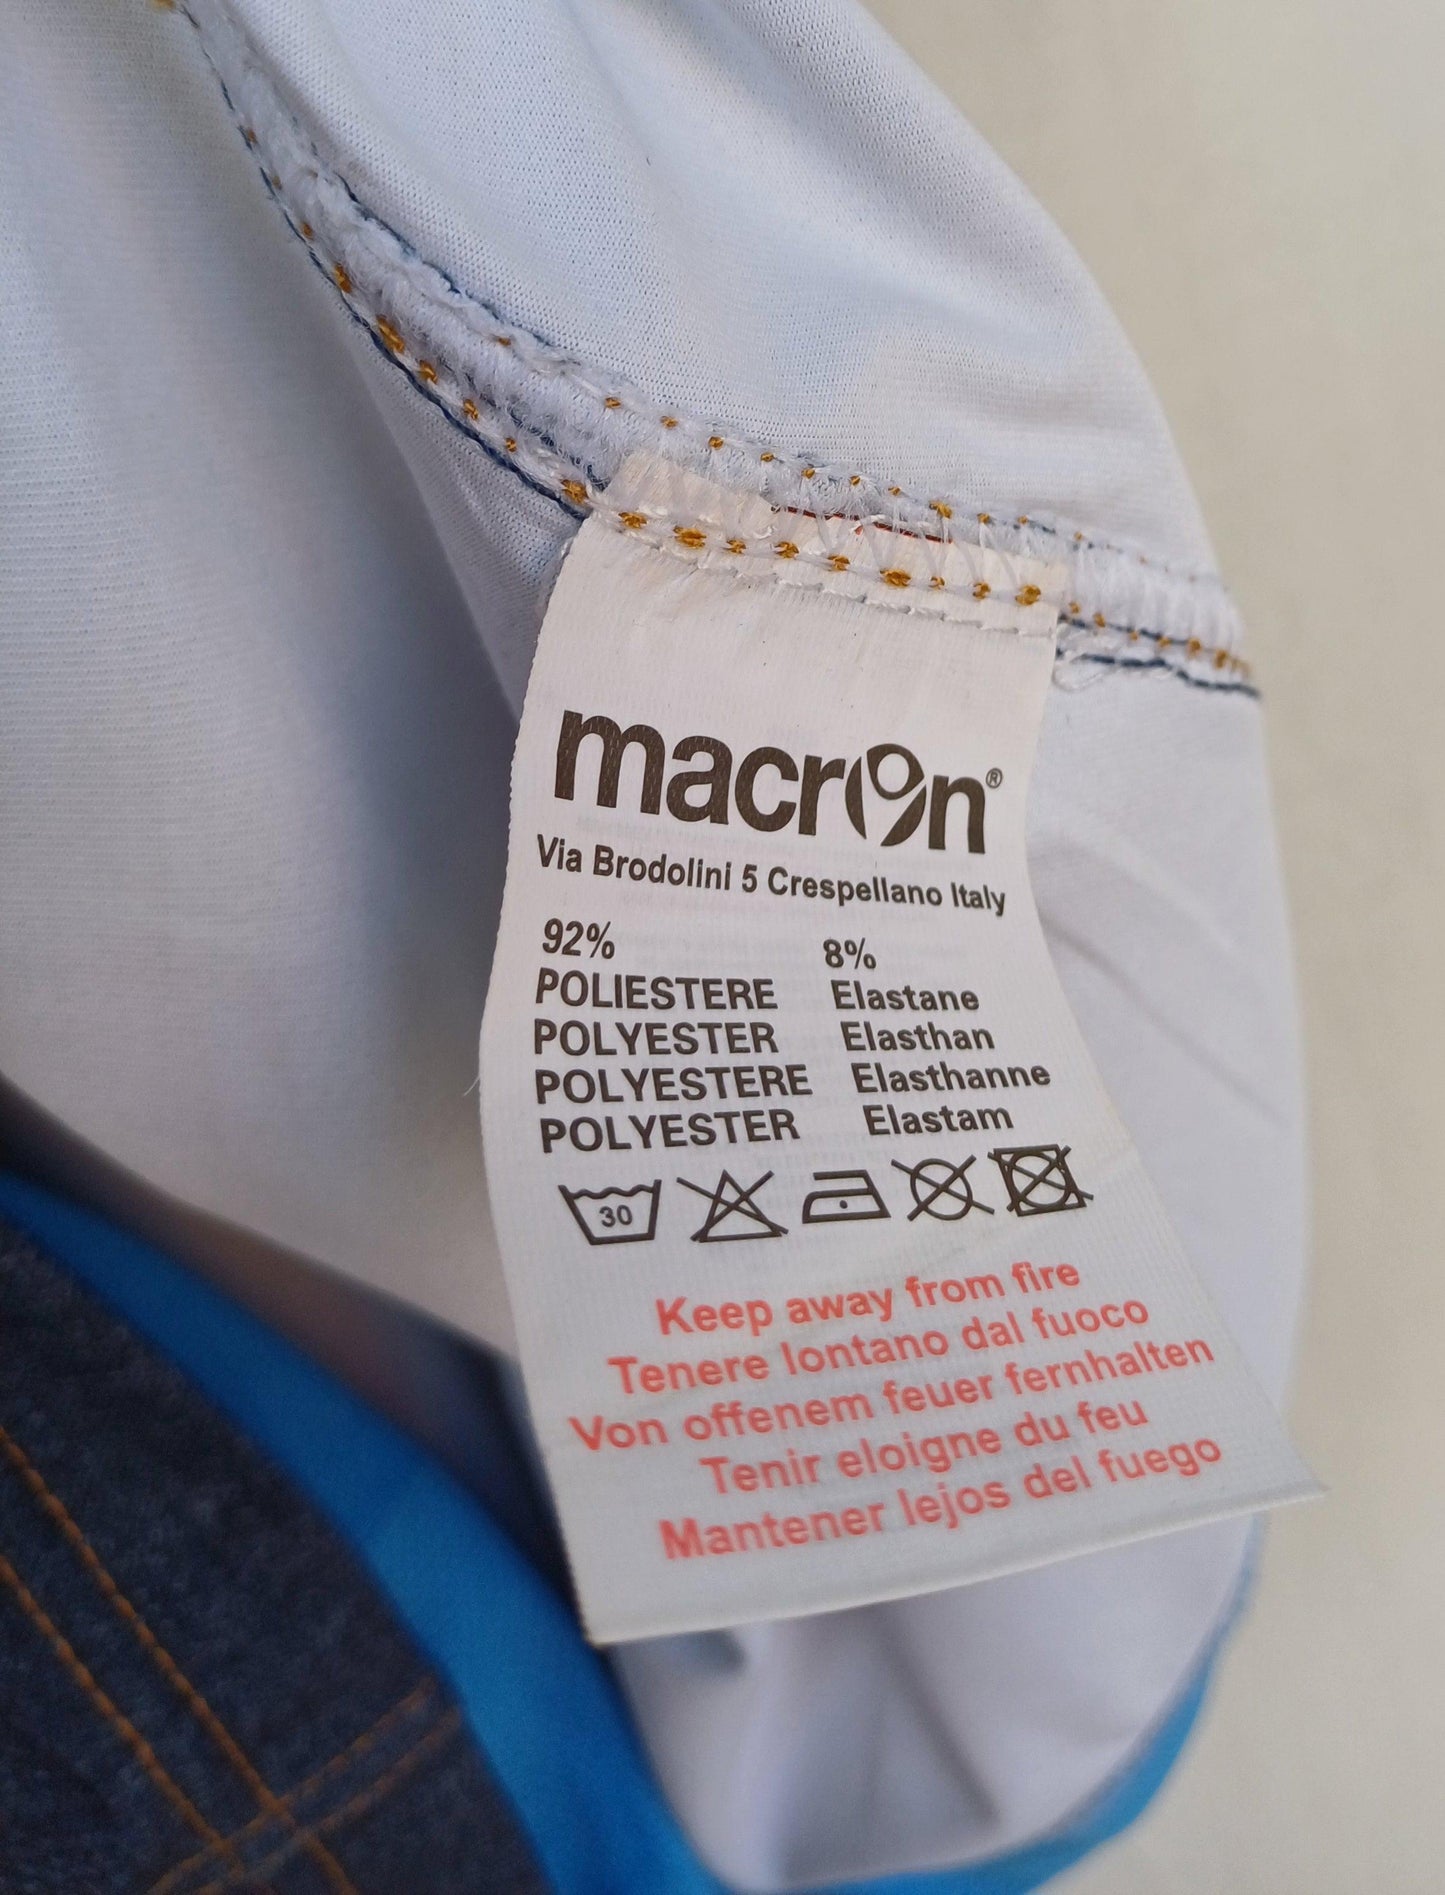 macron®
Via Brodolini 5 Crespellano Italy
92% 8%
POLIESTERE Elastane
POLYESTER Elasthan
POLYESTERE Elasthanne
POLYESTER Elastam
30
Keep away from fire
Tenere lontano dal fuoco
Von offenem feuer fernhalten
Tenir eloigne du feu
Mantener lejos del fuego